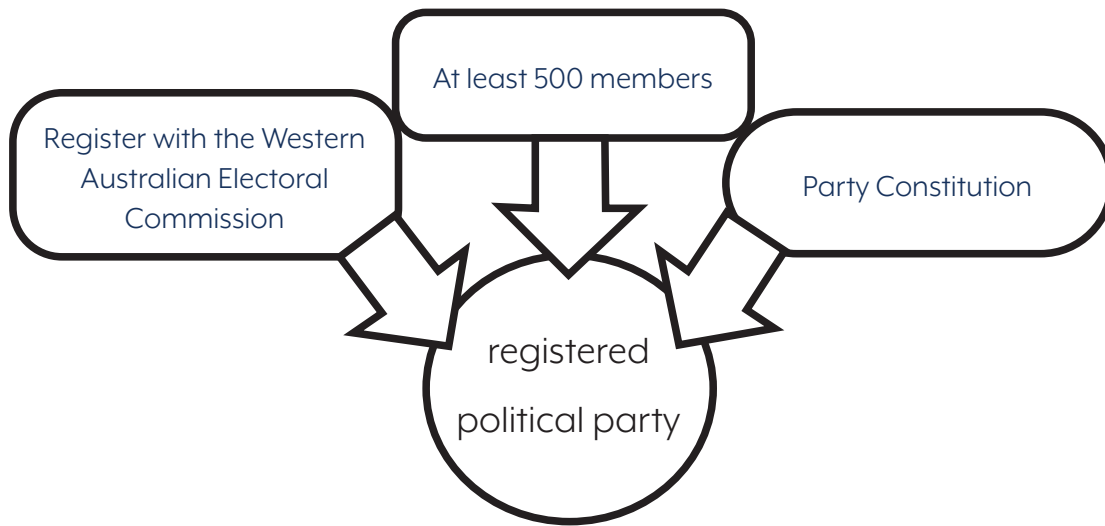 At least 500 members
Register with the Western
Australian Electoral
Commission
Party Constitution
registered
political party